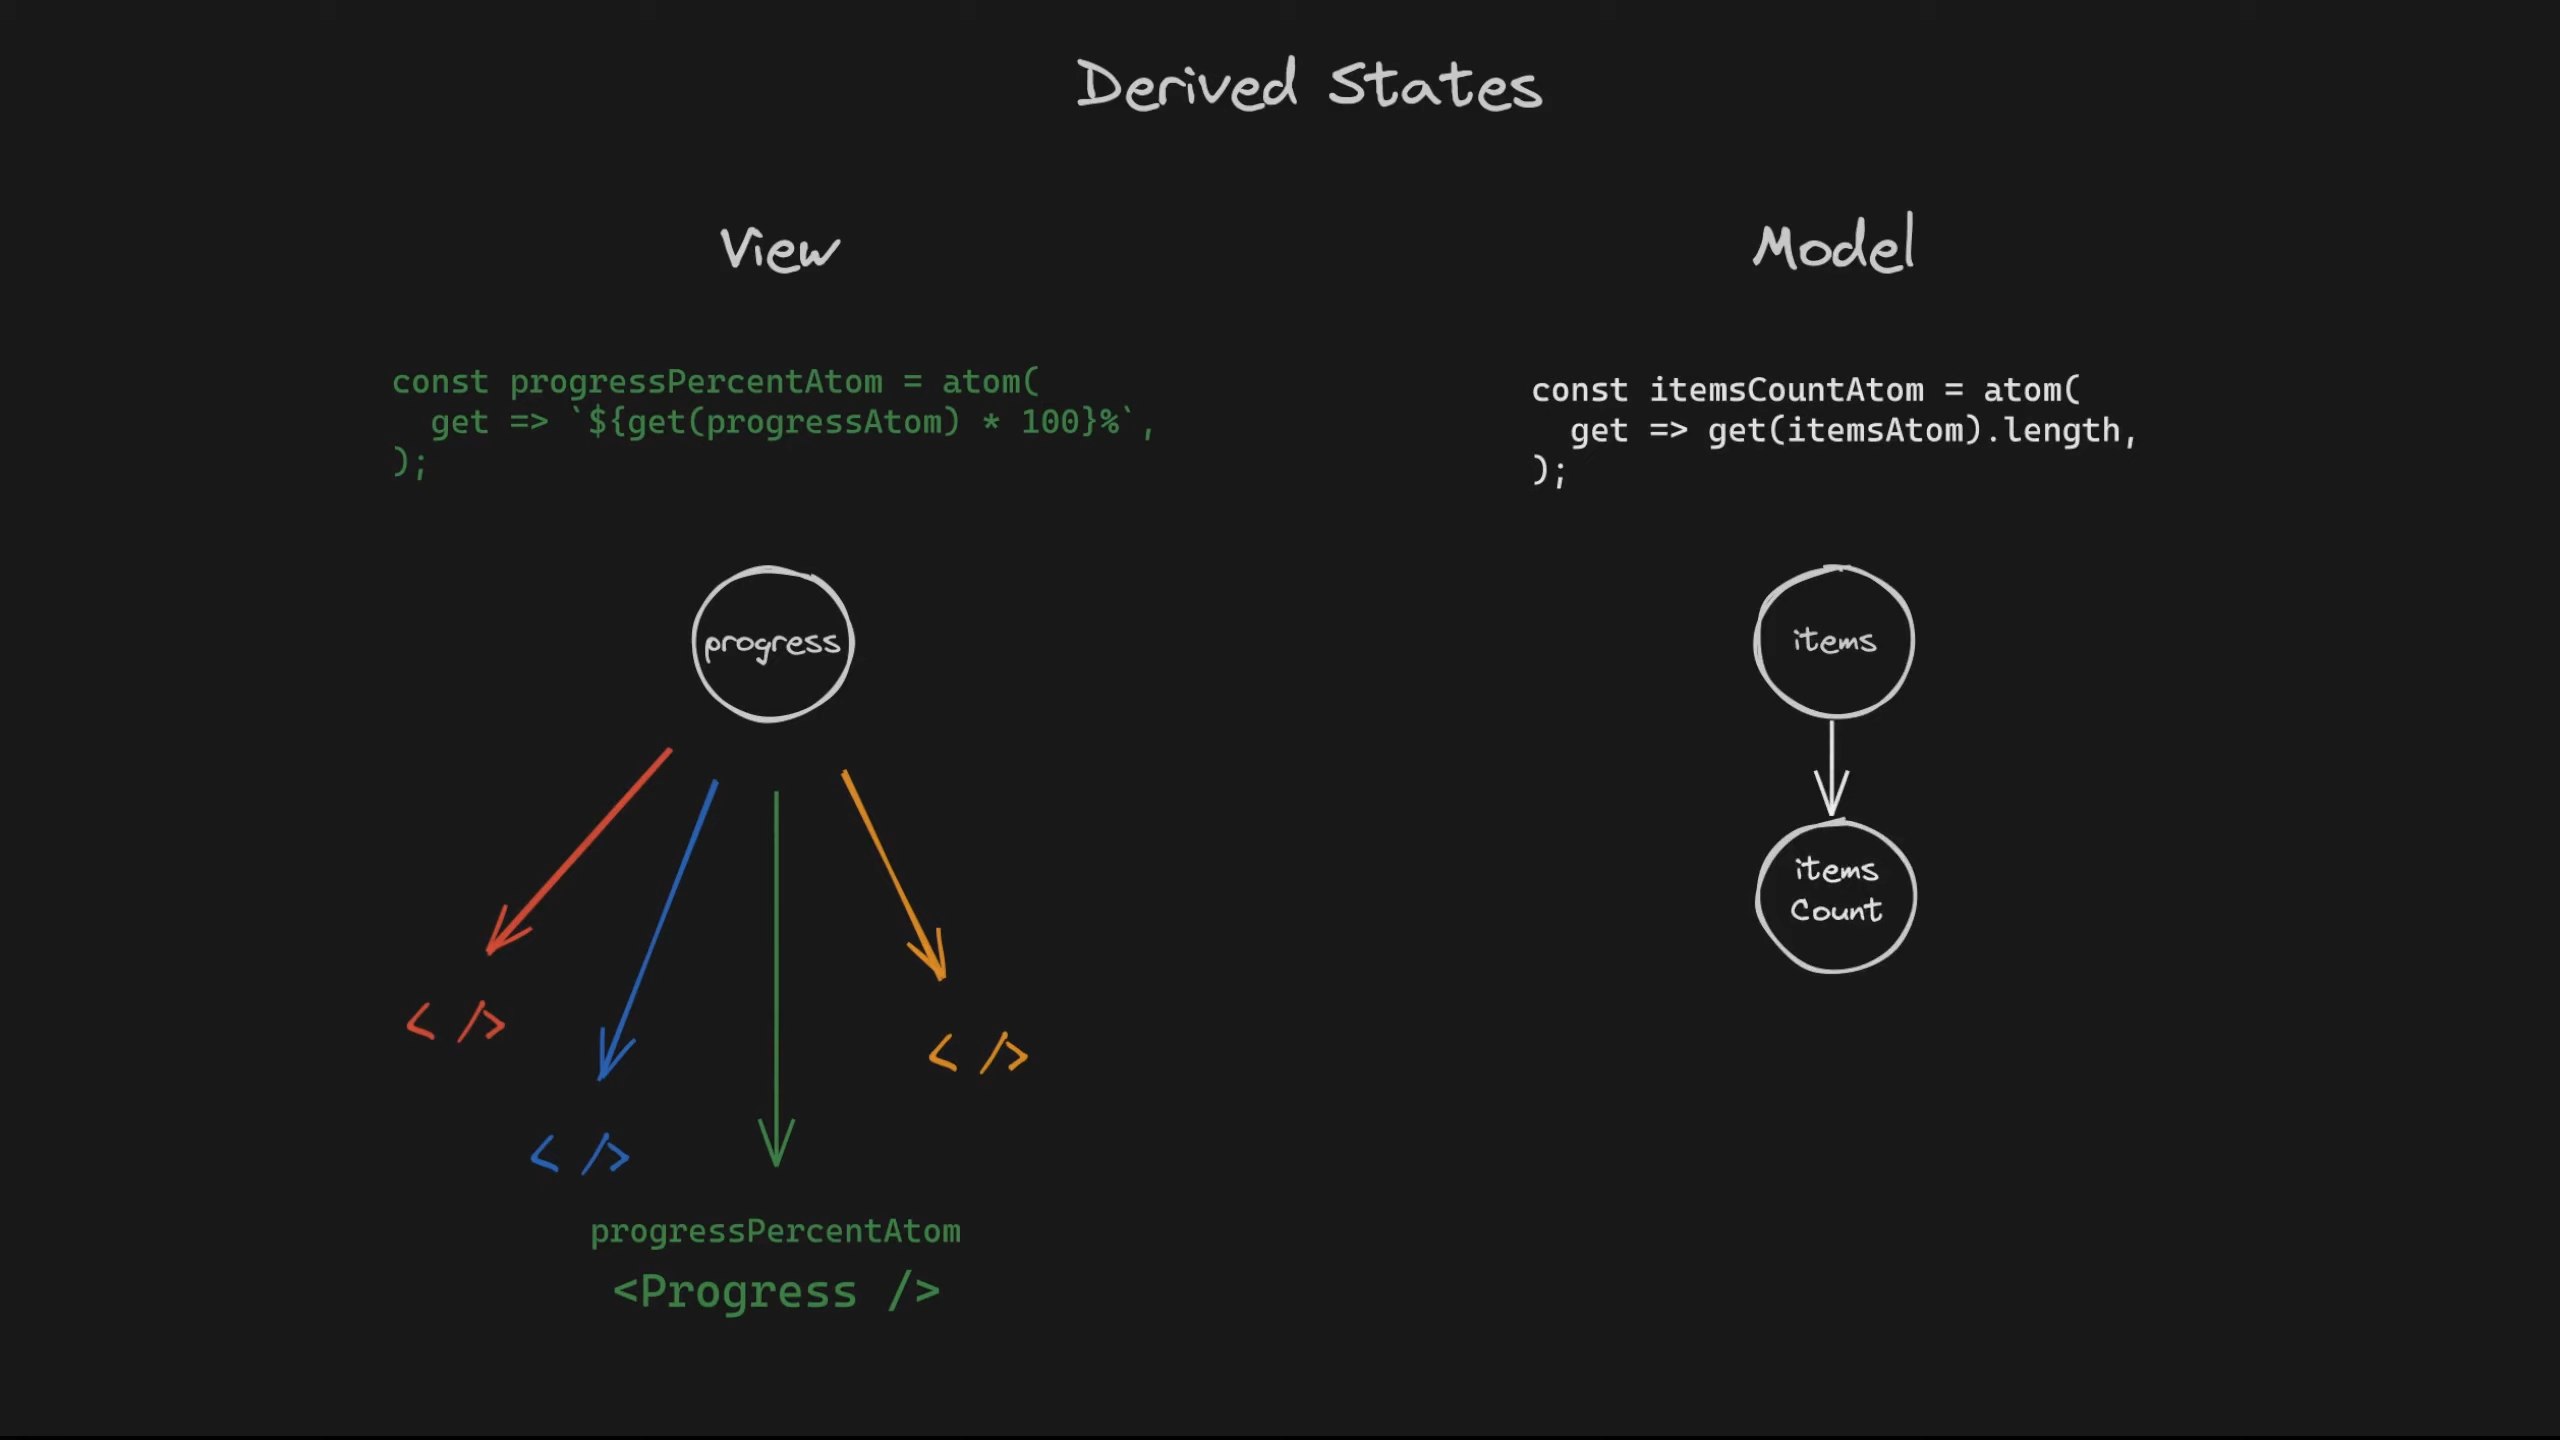 Derived States
View
const progressPercentAtom = atom(
  get => `${get(progressAtom) * 100}%`,
);
progress
< />
< />
< />
progressPercentAtom
<Progress />
Model
const itemsCountAtom = atom(
  get => get(itemsAtom).length,
);
items
items
Count